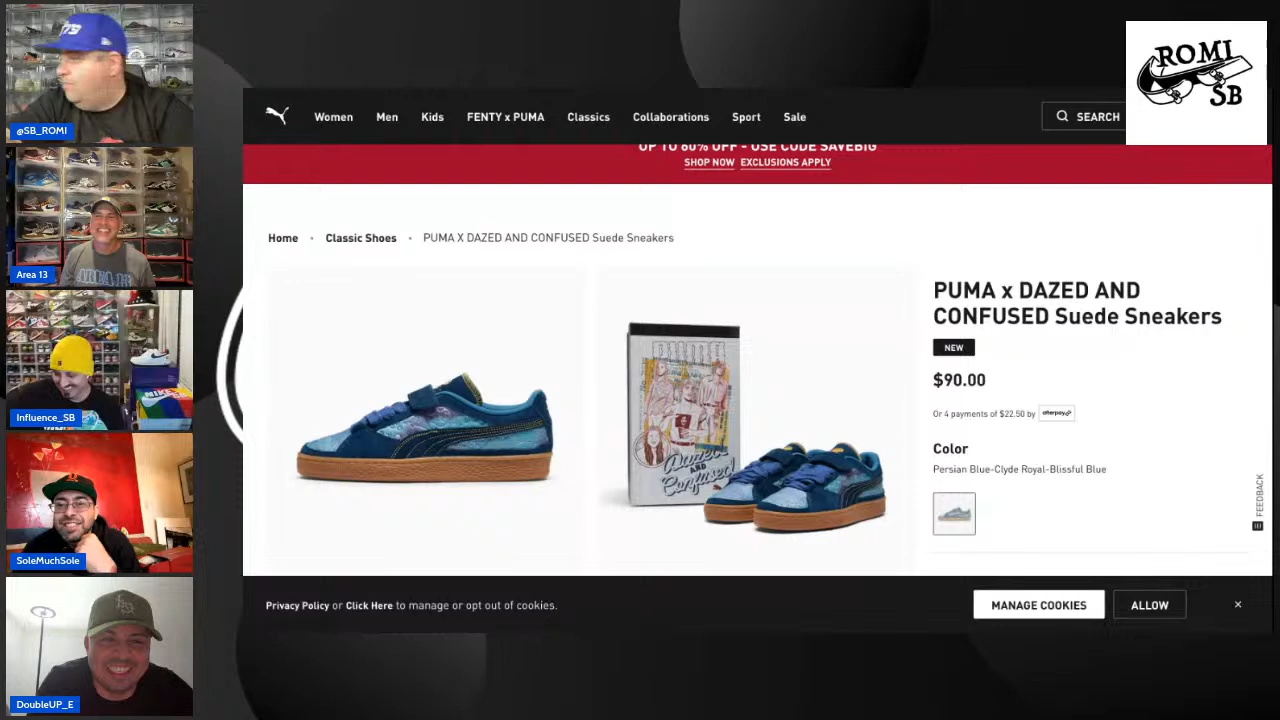 @SB_ROMI
Area 13
Influence_SB
SoleMuchSole
DoubleUP_E
ROMI
SB
Women Men Kids FENTY x PUMA Classics Collaborations Sport Sale
SEARCH
UP TO 60% OFF - USE CODE SAVEBIG
SHOP NOW EXCLUSIONS APPLY
Home • Classic Shoes • PUMA X DAZED AND CONFUSED Suede Sneakers
Dazed
AND
Confused
PUMA x DAZED AND
CONFUSED Suede Sneakers
NEW
$90.00
Or 4 payments of $22.50 by afterpay
Color
Persian Blue-Clyde Royal-Blissful Blue
FEEDBACK
Privacy Policy or Click Here to manage or opt out of cookies.
MANAGE COOKIES
ALLOW
×